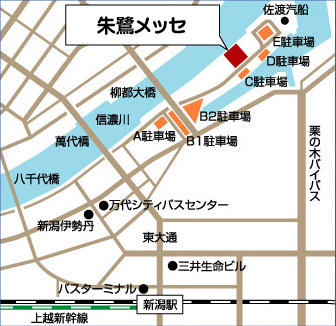 佐渡汽船
朱鷺メッセ
E駐車場
D駐車場
C駐車場
柳都大橋
信濃川
B2駐車場
A駐車場
B1駐車場
萬代橋
八千代橋
栗の木バイパス
万代シティバスセンター
新潟伊勢丹
東大通
三井生命ビル
バスターミナル
新潟駅
上越新幹線